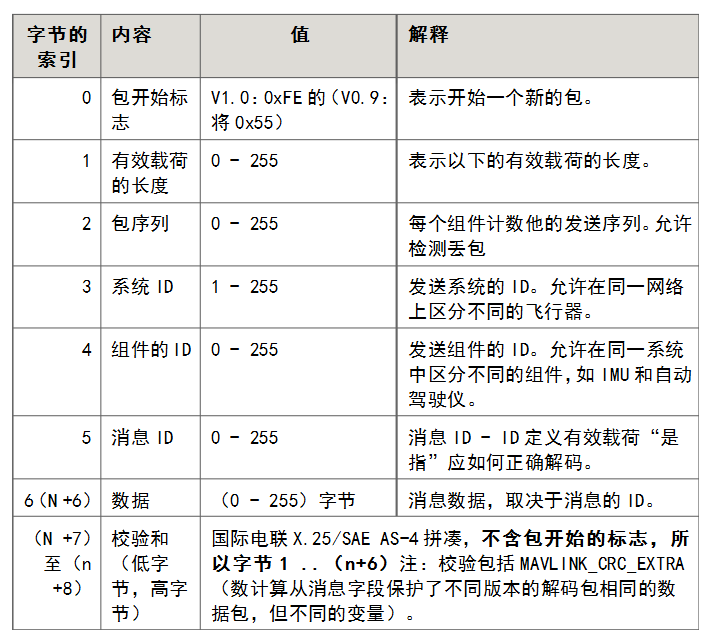 字节的索引 内容 值 解释
0 包开始标志 V1.0：0xFE 的（V0.9：将 0x55） 表示开始一个新的包。
1 有效载荷的长度 0 - 255 表示以下的有效载荷的长度。
2 包序列 0 - 255 每个组件计数他的发送序列。允许检测丢包
3 系统 ID 1 - 255 发送系统的 ID。允许在同一网络上区分不同的飞行器。
4 组件的 ID 0 - 255 发送组件的 ID。允许在同一系统中区分不同的组件，如 IMU 和自动驾驶仪。
5 消息 ID 0 - 255 消息 ID - ID 定义有效载荷“是指”应如何正确解码。
6（N +6） 数据 （0 - 255）字节 消息数据，取决于消息的 ID。
（N +7）至（n +8） 校验和（低字节，高字节） 国际电联 X.25/SAE AS-4 拼凑，不含包开始的标志，所以字节 1 ..（n+6）注：校验包括 MAVLINK_CRC_EXTRA（数计算从消息字段保护了不同版本的解码包相同的数据包，但不同的变量）。